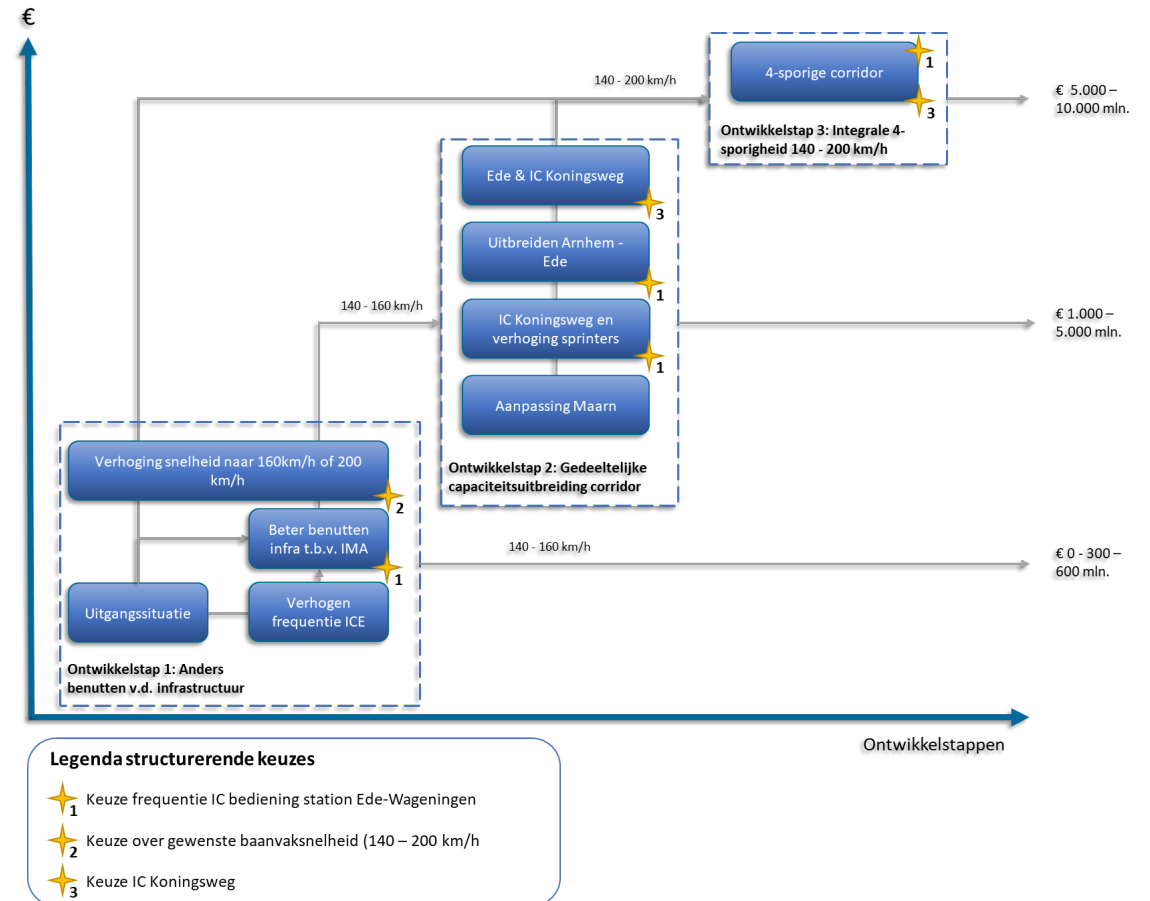 €
140 - 200 km/h
4-sporige corridor
1
3
Ontwikkelstap 3: Integrale 4-
sporigheid 140 - 200 km/h
€  5.000 –
10.000 mln.
Ede & IC Koningsweg
3
Uitbreiden Arnhem -
Ede
1
IC Koningsweg en
verhoging sprinters
1
Aanpassing Maarn
Ontwikkelstap 2: Gedeeltelijke
capaciteitsuitbreiding corridor
140 - 160 km/h
€ 1.000 –
5.000 mln.
Verhoging snelheid naar 160km/h of 200
km/h
2
Beter benutten
infra t.b.v. IMA
1
Uitgangssituatie
Verhogen
frequentie ICE
Ontwikkelstap 1: Anders
benutten v.d. infrastructuur
140 - 160 km/h
€ 0 - 300 –
600 mln.
Ontwikkelstappen
Legenda structurerende keuzes
1 Keuze frequentie IC bediening station Ede-Wageningen
2 Keuze over gewenste baanvaksnelheid (140 – 200 km/h
3 Keuze IC Koningsweg